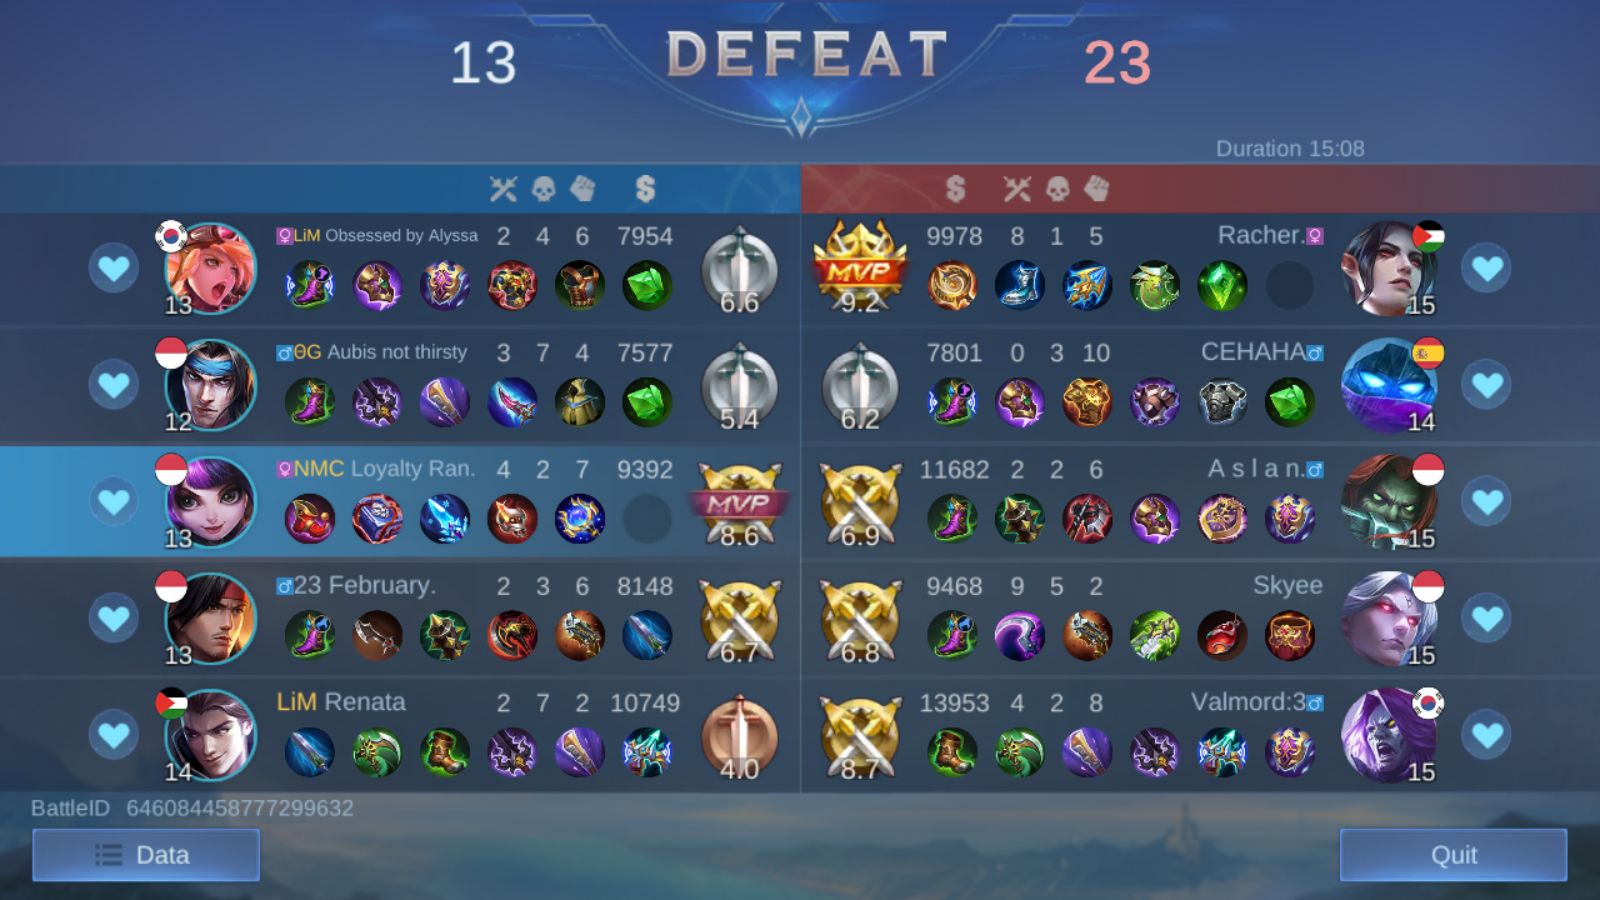 13 DEFEAT 23
Duration 15:08
LiM Obsessed by Alyssa 2 4 6 7954
13 6.6
MVP 9.2 9978 8 1 5 Racher.
15
ΘG Aubis not thirsty 3 7 4 7577
12 5.4
6.2 7801 0 3 10 CEHAHA
14
NMC Loyalty Ran. 4 2 7 9392
13 MVP 8.6
6.9 11682 2 2 6 A s l a n.
15
23 February. 2 3 6 8148
13 6.7
6.8 9468 9 5 2 Skyee
15
LiM Renata 2 7 2 10749
14 4.0
8.7 13953 4 2 8 Valmord:3
15
BattleID 646084458777299632
Data
Quit